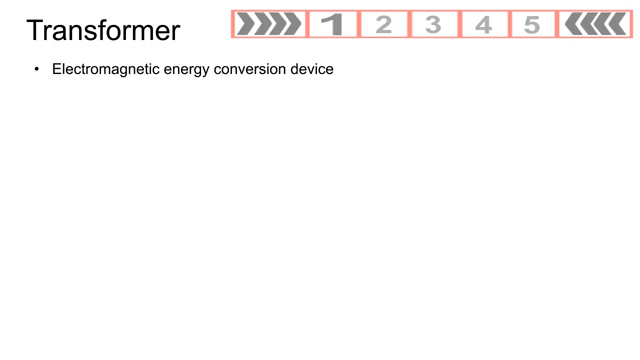 Transformer
1 2 3 4 5
• Electromagnetic energy conversion device